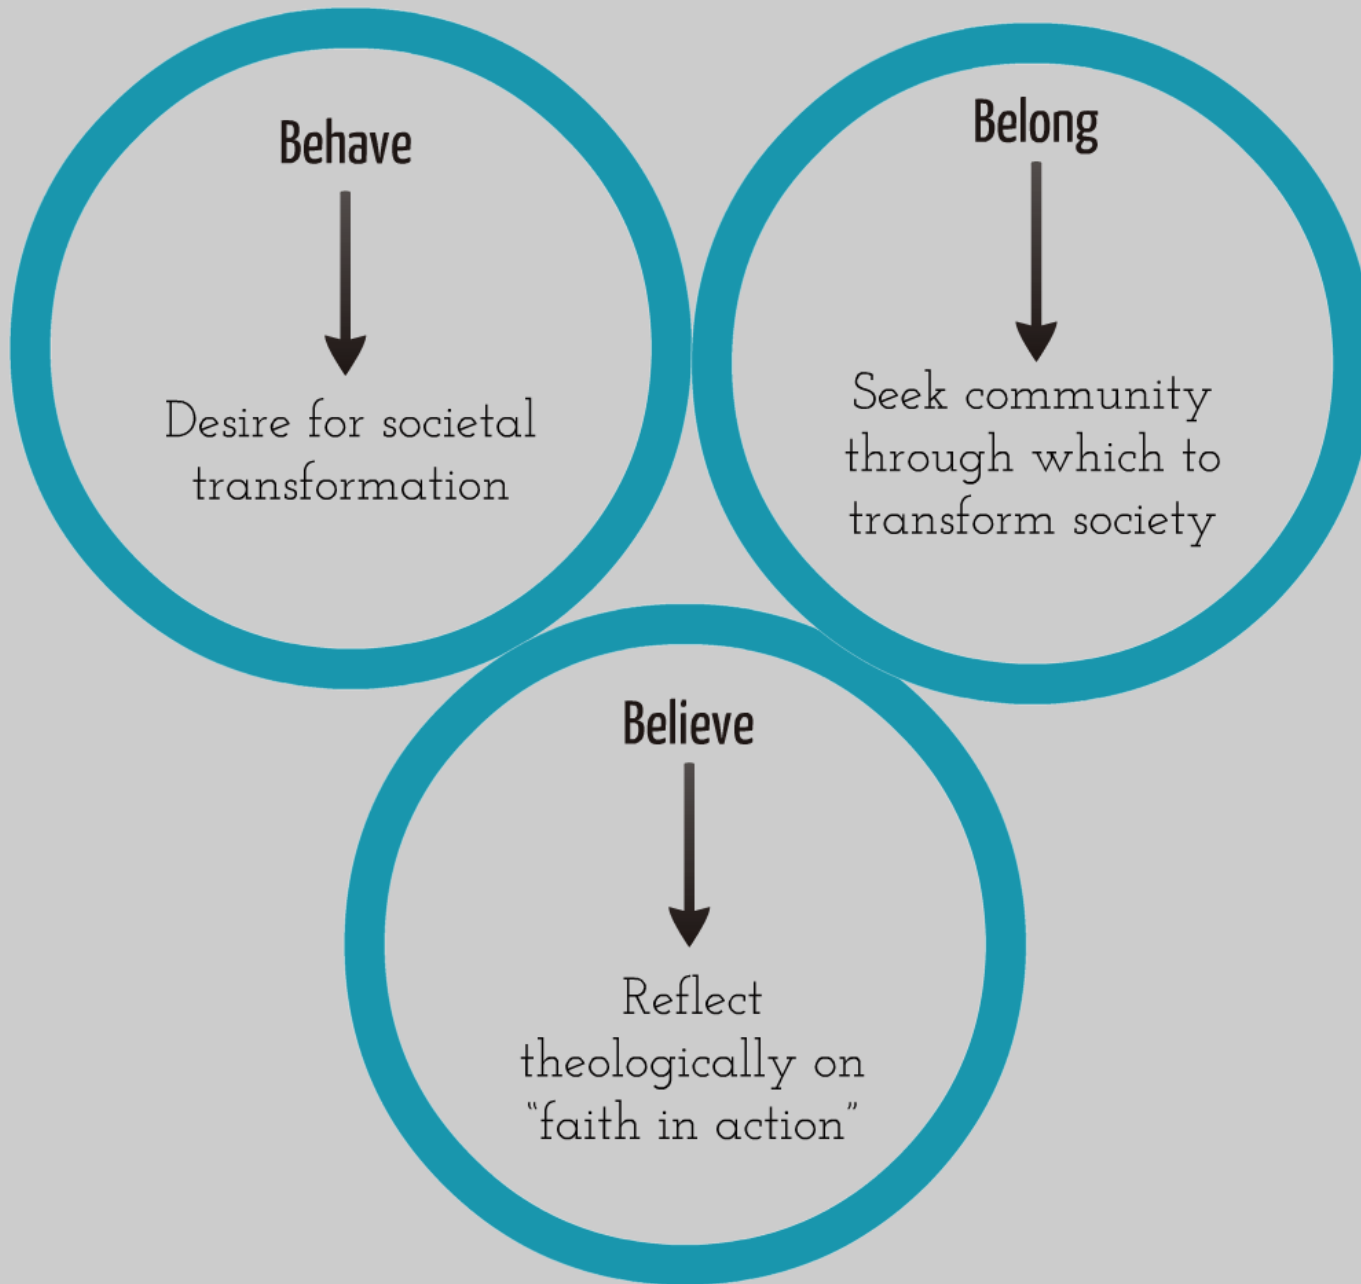 Behave
Desire for societal
transformation
Belong
Seek community
through which to
transform society
Believe
Reflect
theologically on
“faith in action”